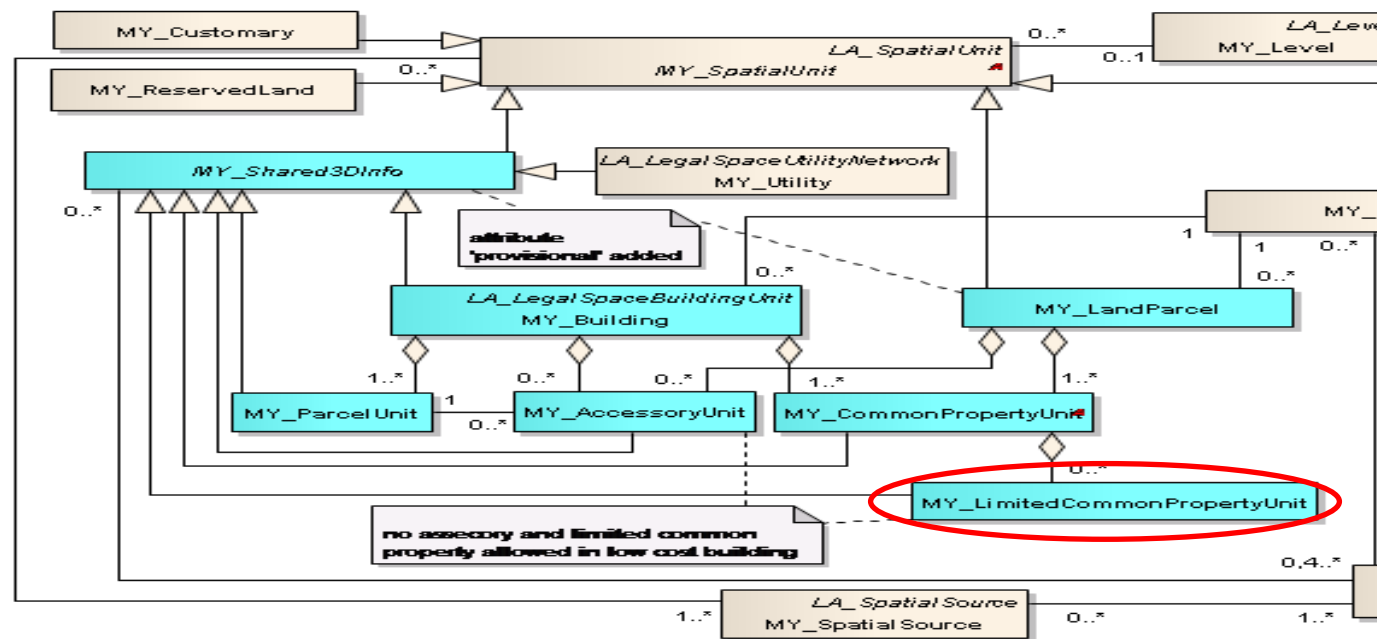 MY_Customary
0..*
LA_SpatialUnit
MY_SpatialUnit
0..*
0..1
LA_Leve
MY_Level
MY_ReservedLand
MY_Shared3DInfo
0..*
LA_LegalSpaceUtilityNetwork
MY_Utility
attribute
'provisional' added
MY_
1
1
0..*
0..*
0..*
LA_LegalSpaceBuildingUnit
MY_Building
MY_LandParcel
1..*
0..*
0..*
1..*
1..*
MY_ParcelUnit
1
0..*
MY_AccessoryUnit
MY_CommonPropertyUnit
0..*
MY_LimitedCommonPropertyUnit
no assecory and limited common
property allowed in low cost building
0,4..*
1..*
LA_SpatialSource
MY_SpatialSource
0..*
1..*